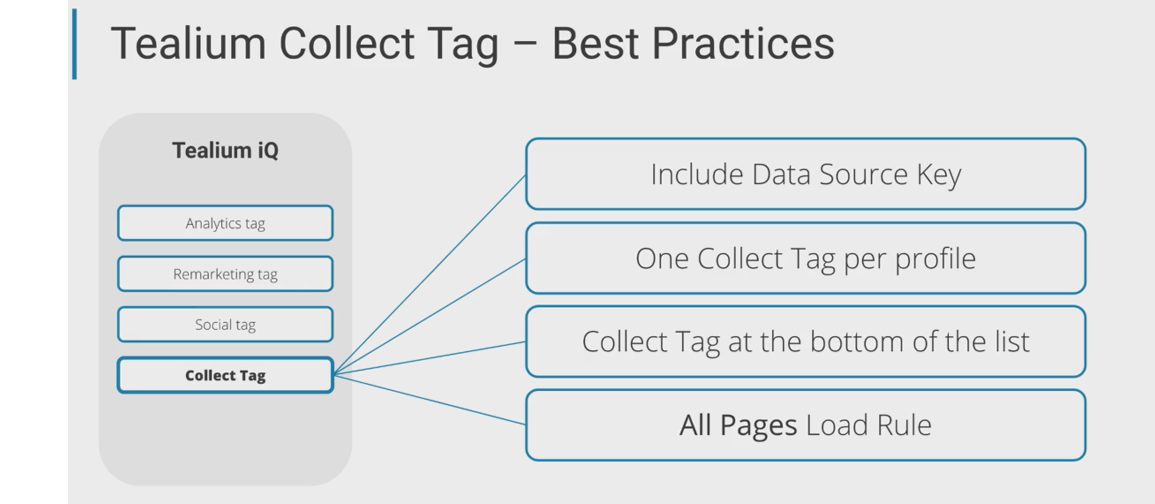 Tealium Collect Tag – Best Practices
Tealium iQ
Analytics tag
Remarketing tag
Social tag
Collect Tag
Include Data Source Key
One Collect Tag per profile
Collect Tag at the bottom of the list
All Pages Load Rule